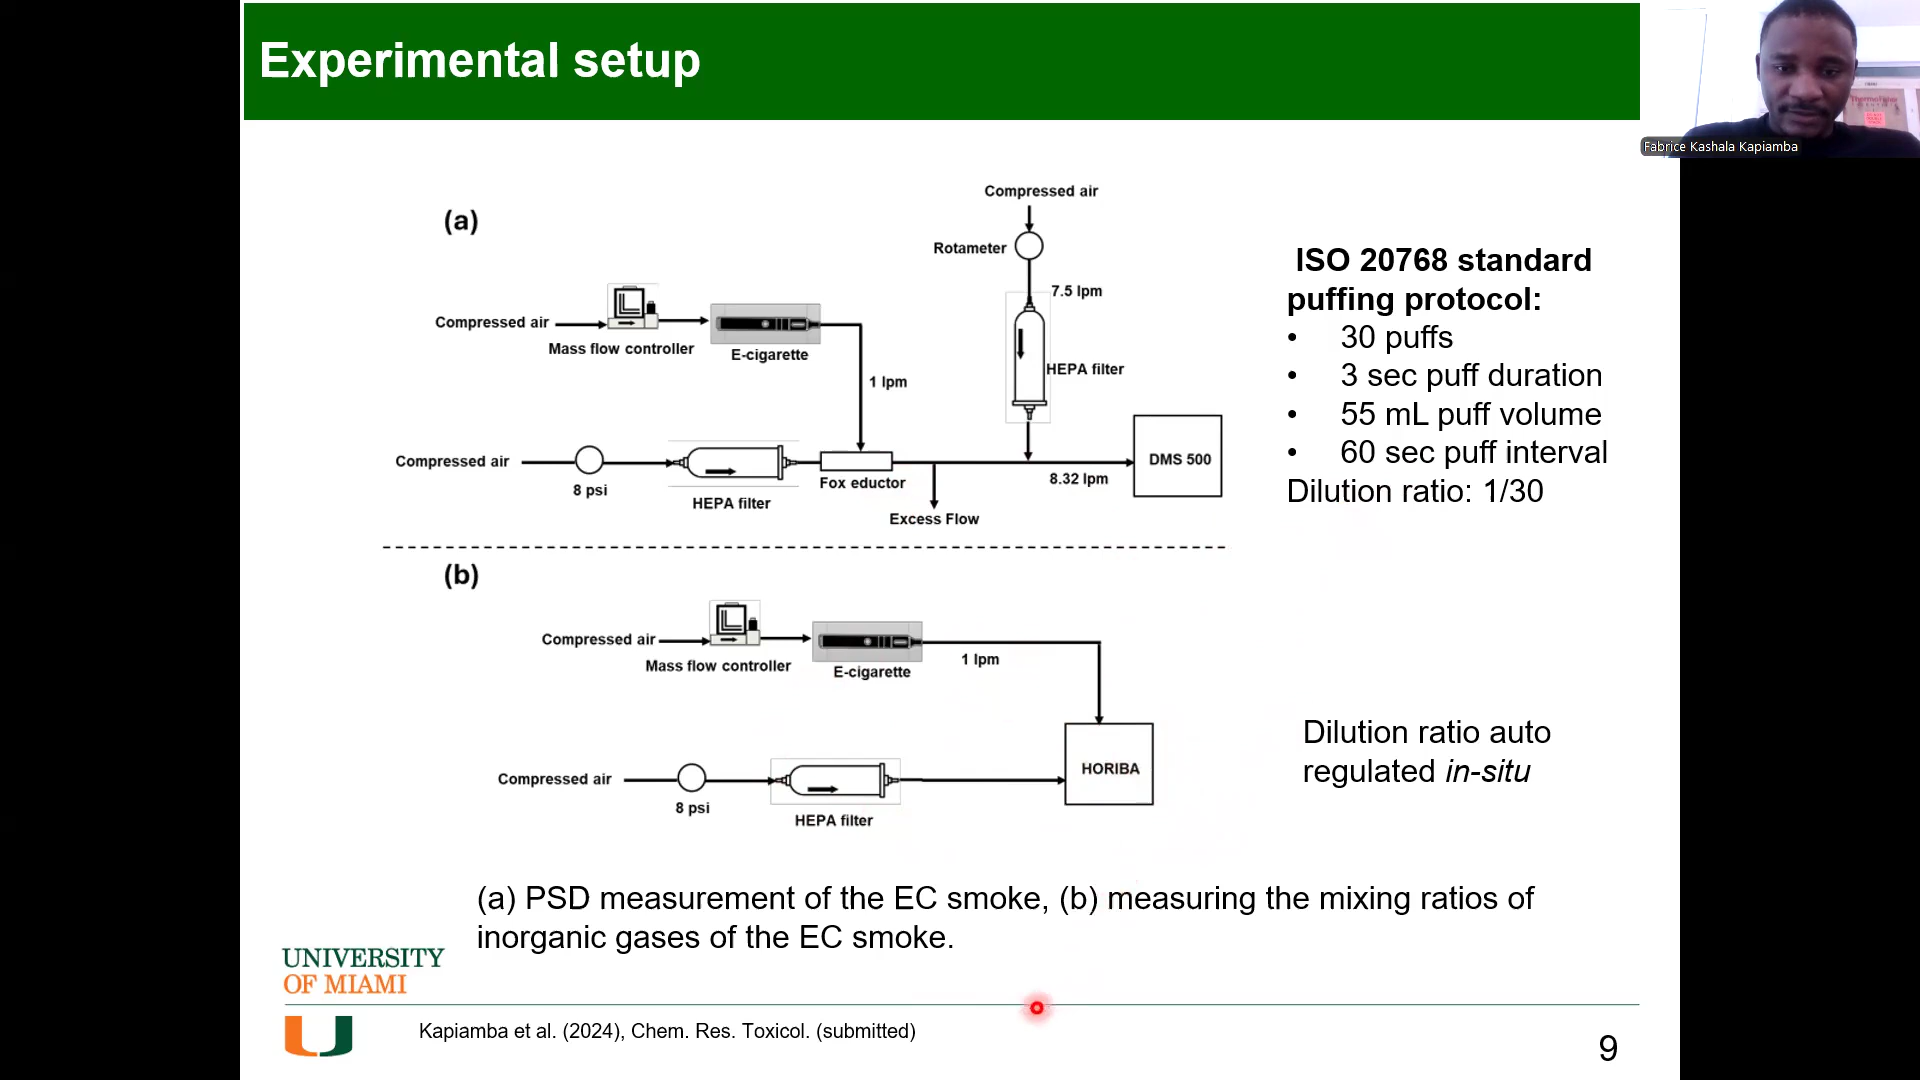 Experimental setup
Fabrice Kashala Kapiamba
(a)
Compressed air
Rotameter
7.5 lpm
HEPA filter
Compressed air
Mass flow controller
E-cigarette
1 lpm
Compressed air
8 psi
HEPA filter
Fox eductor
Excess Flow
8.32 lpm
DMS 500
ISO 20768 standard
puffing protocol:
• 30 puffs
• 3 sec puff duration
• 55 mL puff volume
• 60 sec puff interval
Dilution ratio: 1/30
(b)
Compressed air
Mass flow controller
E-cigarette
1 lpm
Compressed air
8 psi
HEPA filter
HORIBA
Dilution ratio auto
regulated in-situ
(a) PSD measurement of the EC smoke, (b) measuring the mixing ratios of
inorganic gases of the EC smoke.
UNIVERSITY
OF MIAMI
Kapiamba et al. (2024), Chem. Res. Toxicol. (submitted)
9